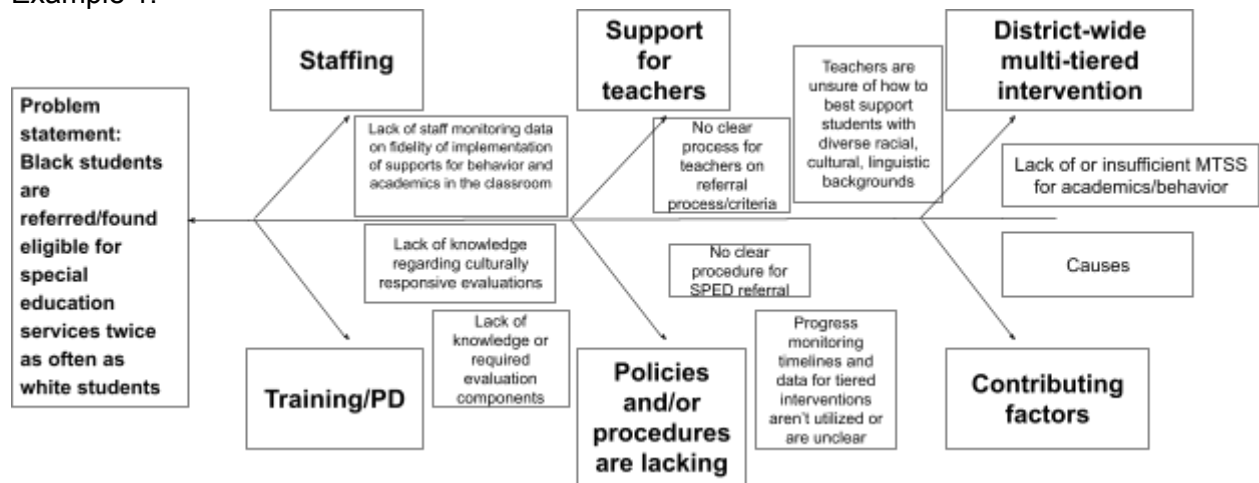 Example 1:
Staffing
Support
for
teachers
Teachers are
unsure of how to
best support
students with
diverse racial,
cultural, linguistic
backgrounds
District-wide
multi-tiered
intervention
Problem
statement:
Black students
are
referred/found
eligible for
special
education
services twice
as often as
white students
Lack of staff monitoring data
on fidelity of implementation
of supports for behavior and
academics in the classroom
No clear
process for
teachers on
referral
process/criteria
Lack of or insufficient MTSS
for academics/behavior
Lack of knowledge
regarding culturally
responsive evaluations
No clear
procedure for
SPED referral
Causes
Training/PD
Lack of
knowledge or
required
evaluation
components
Policies
and/or
procedures
are lacking
Progress
monitoring
timelines and
data for tiered
interventions
aren't utilized or
are unclear
Contributing
factors